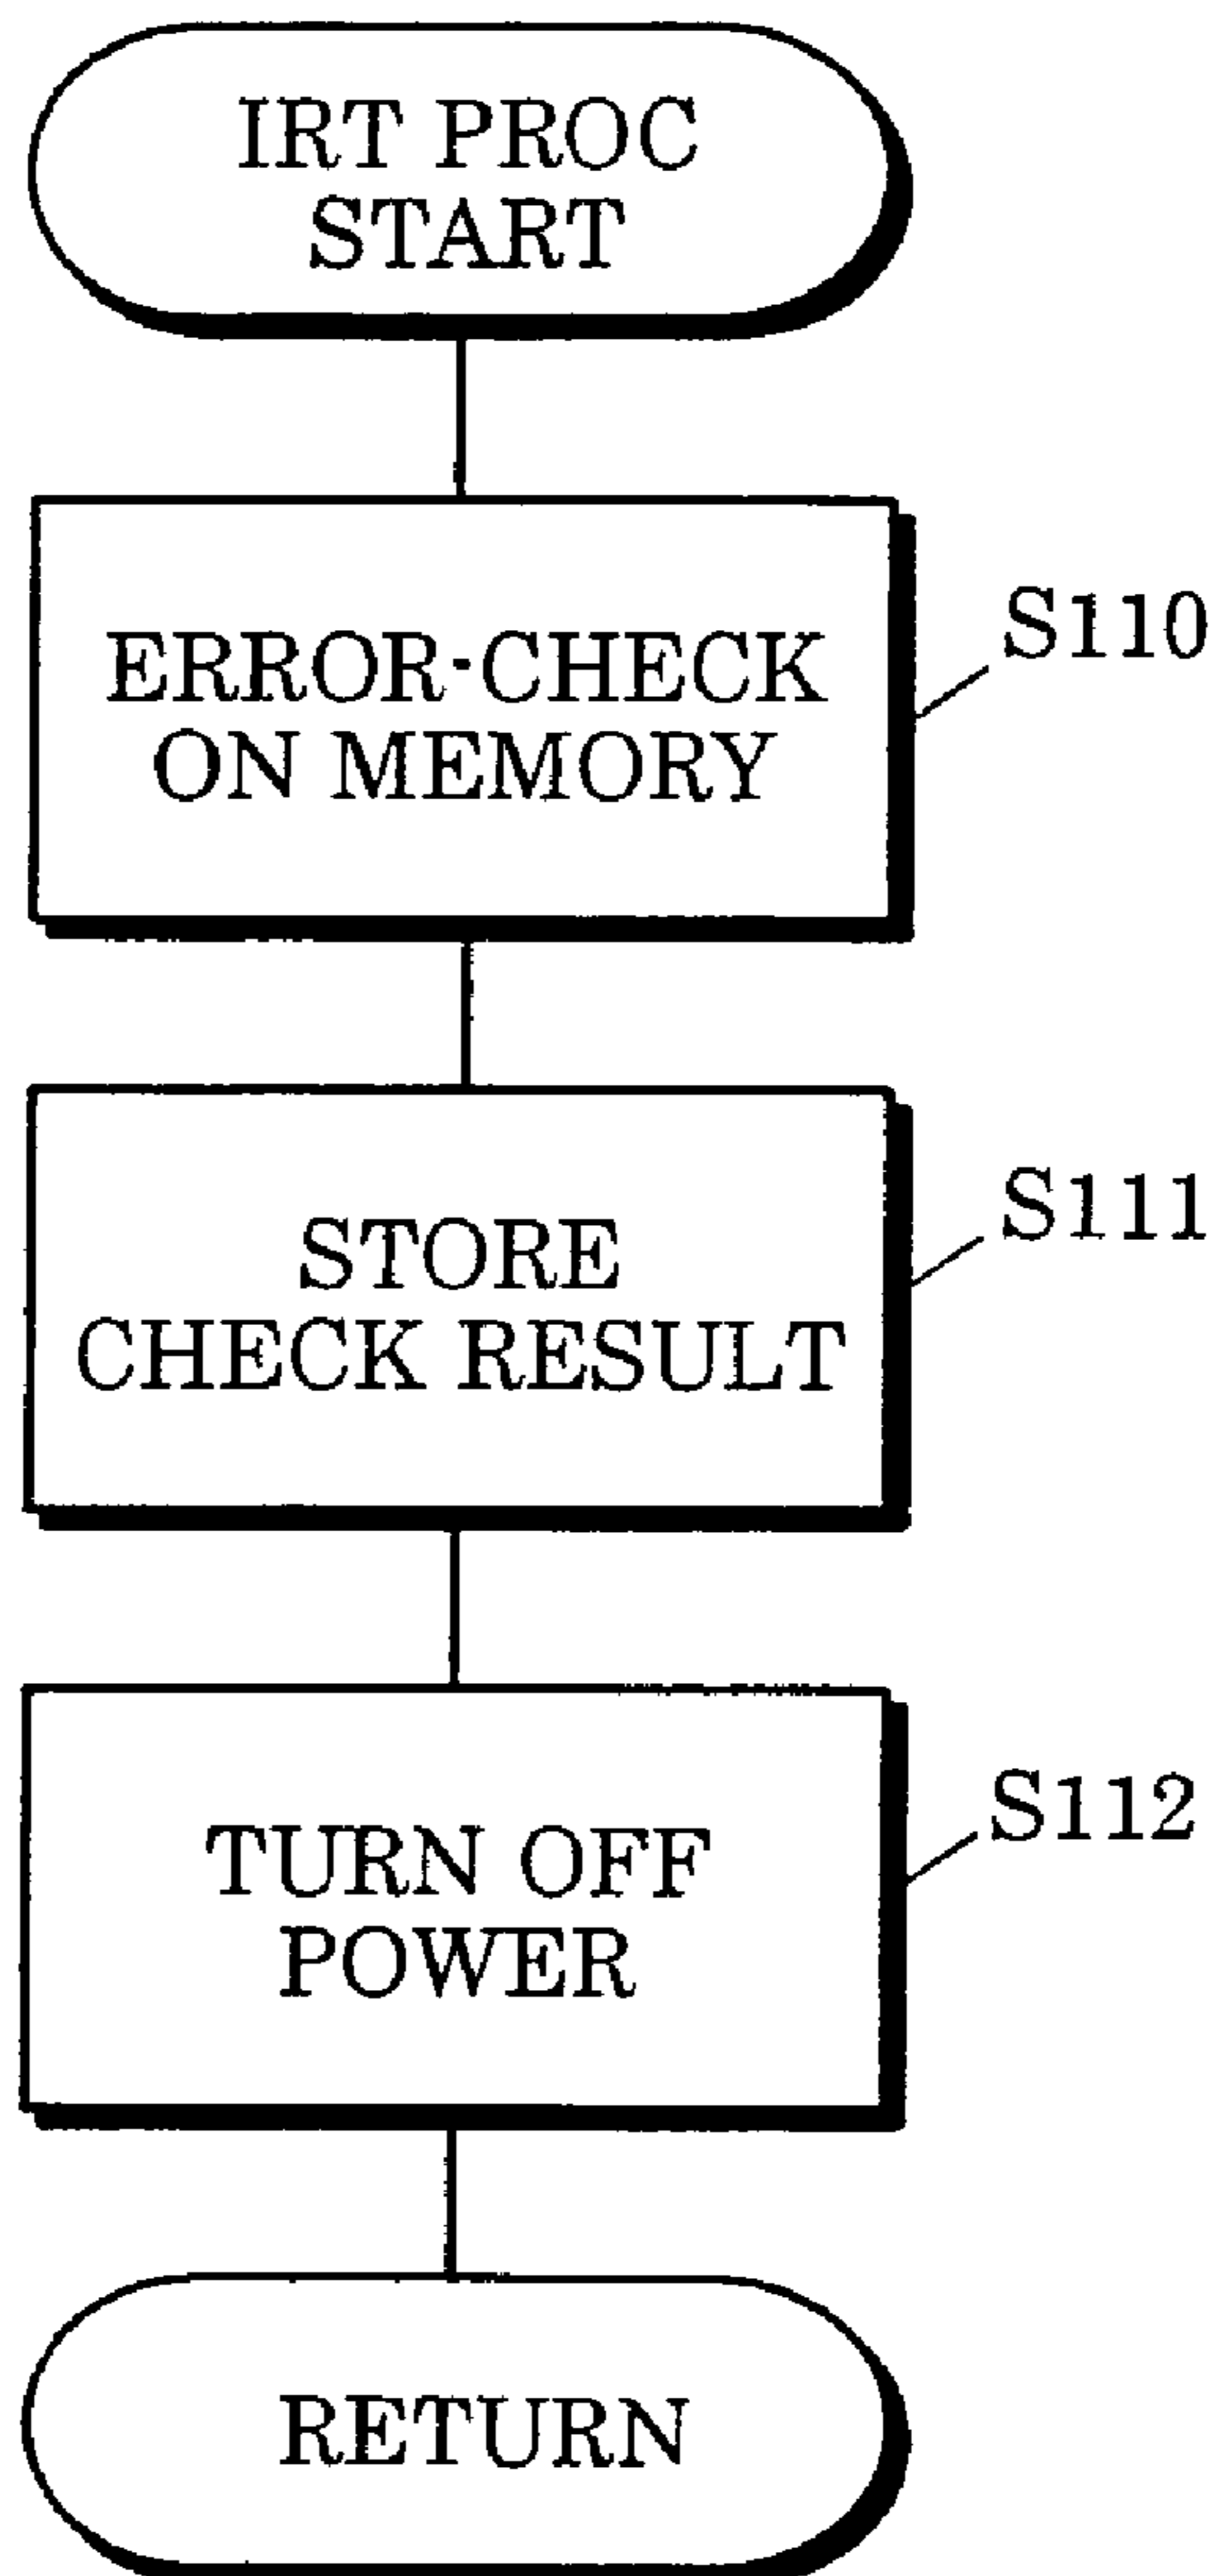 IRT PROC
START
ERROR-CHECK
ON MEMORY
S110
STORE
CHECK RESULT
S111
TURN OFF
POWER
S112
RETURN